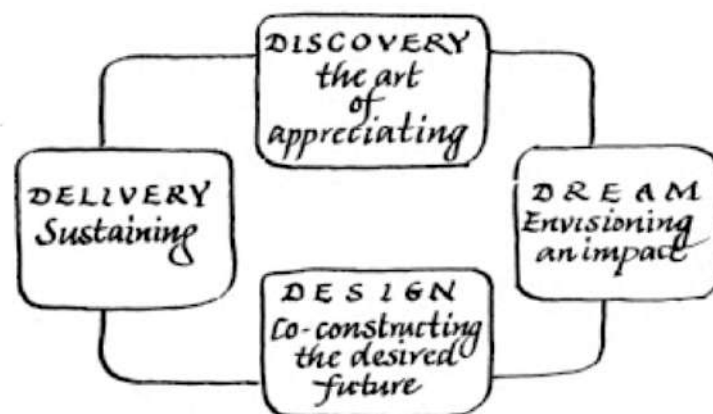 DISCOVERY
the art
of
appreciating
DREAM
Envisioning
an impact
DESIGN
Co-constructing
the desired
future
DELIVERY
Sustaining